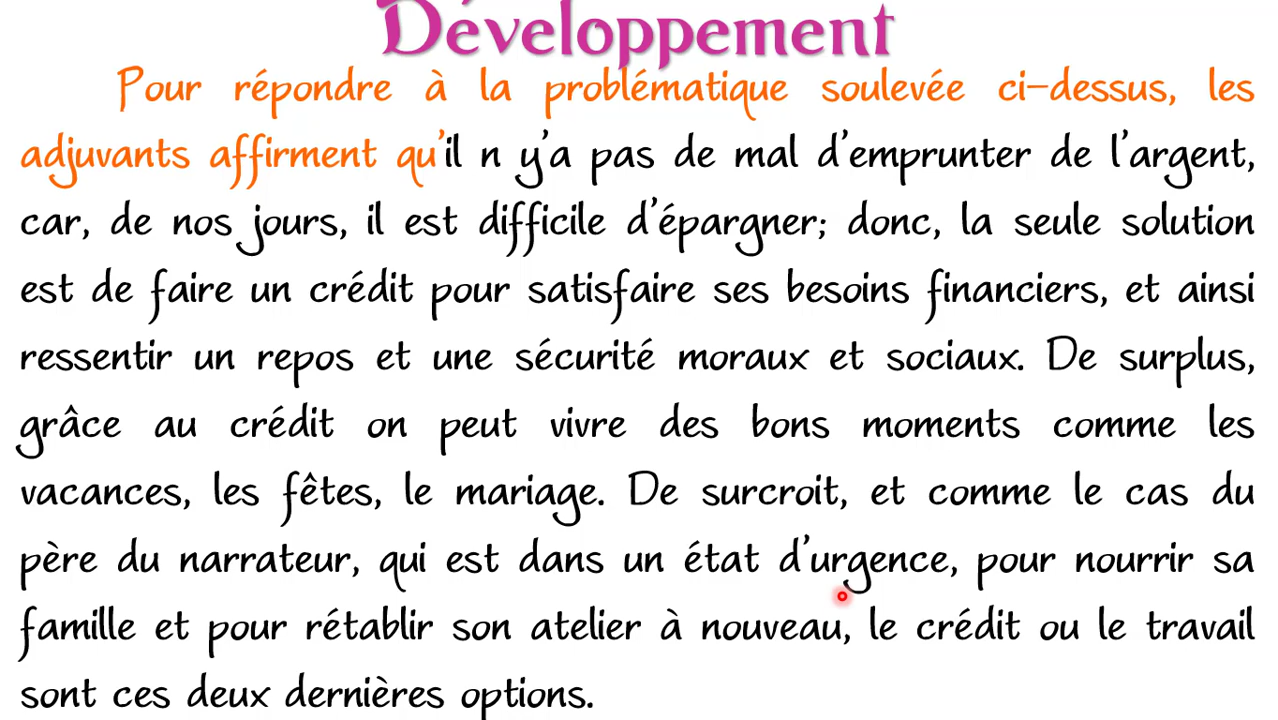 Développement
Pour répondre à la problématique soulevée ci-dessus, les
adjuvants affirment qu'il n y'a pas de mal d'emprunter de l'argent,
car, de nos jours, il est difficile d'épargner; donc, la seule solution
est de faire un crédit pour satisfaire ses besoins financiers, et ainsi
ressentir un repos et une sécurité moraux et sociaux. De surplus,
grâce au crédit on peut vivre des bons moments comme les
vacances, les fêtes, le mariage. De surcroit, et comme le cas du
père du narrateur, qui est dans un état d'urgence, pour nourrir sa
famille et pour rétablir son atelier à nouveau, le crédit ou le travail
sont ces deux dernières options.